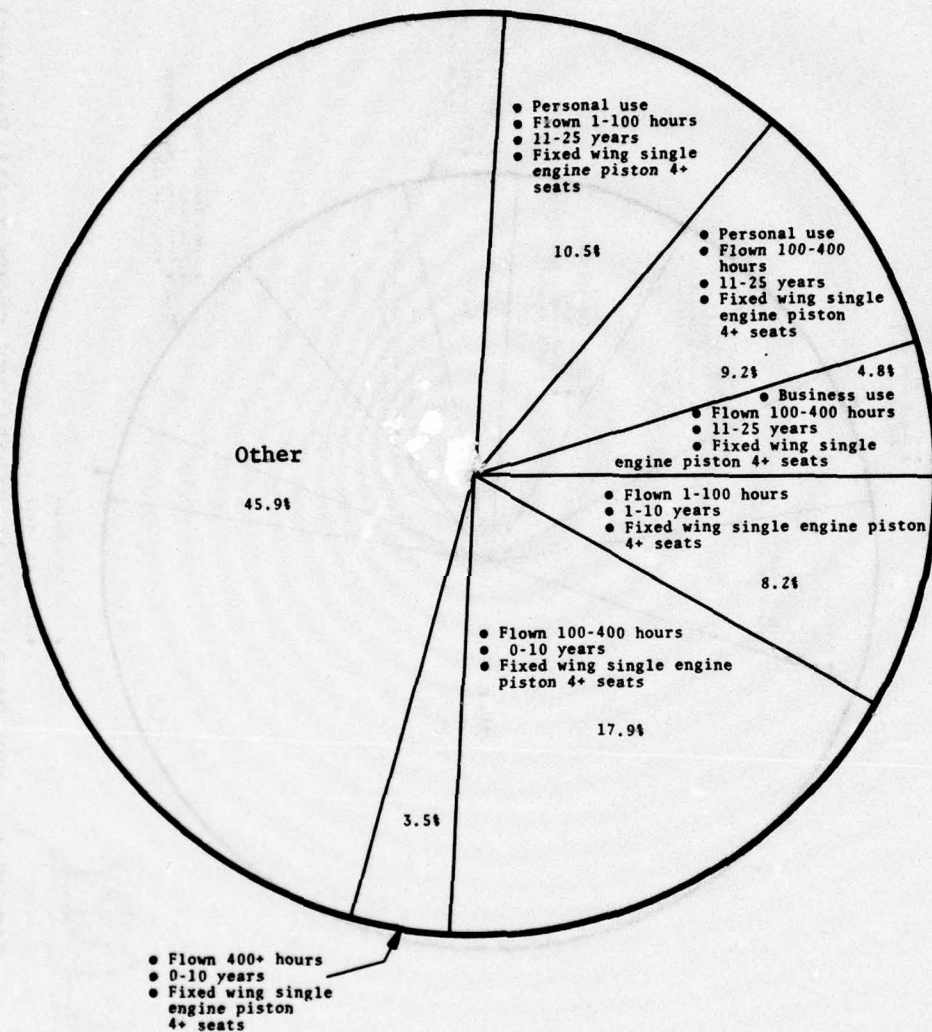 ● Personal use
● Flown 1-100 hours
● 11-25 years
● Fixed wing single
engine piston 4+
seats
10.5%
● Personal use
● Flown 100-400
hours
● 11-25 years
● Fixed wing single
engine piston
4+ seats
9.2%
4.8%
● Business use
● Flown 100-400 hours
● 11-25 years
● Fixed wing single
engine piston 4+ seats
● Flown 1-100 hours
● 1-10 years
● Fixed wing single engine piston
4+ seats
8.2%
● Flown 100-400 hours
● 0-10 years
● Fixed wing single engine
piston 4+ seats
17.9%
3.5%
● Flown 400+ hours
● 0-10 years
● Fixed wing single
engine piston
4+ seats
Other
45.9%